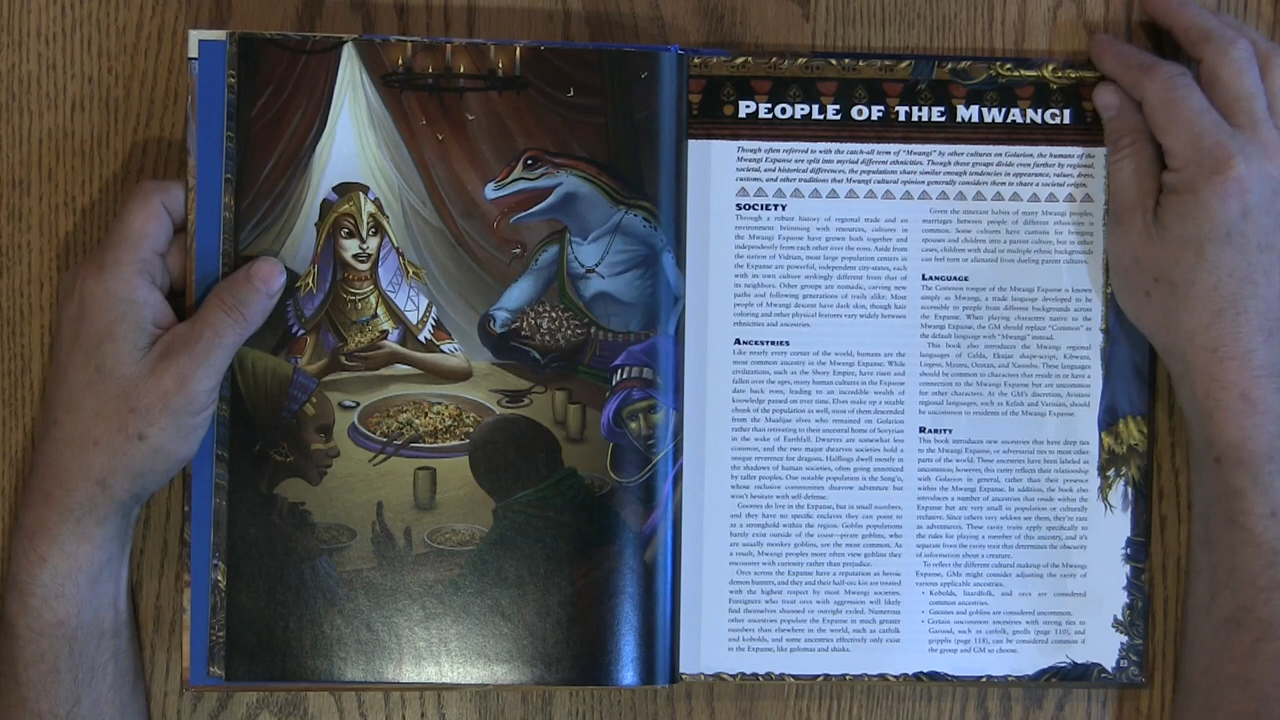 PEOPLE OF THE MWANGI
Though often referred to with the catch-all term of "Mwangi" by other cultures on Golarion, the humans of the
Mwangi Expanse are split into myriad different ethnicities. Though these groups divide even further by regional,
societal, and historical differences, the populations share similar enough tendencies in appearance, values, dress,
customs, and other traditions that Mwangi cultural opinion generally considers them to share a societal origin.
SOCIETY
Through a robust history of regional trade and an
environment brimming with resources, cultures in
the Mwangi Expanse have grown both together and
independently from each other over the eons. Aside from
the nation of Vidrian, most large population centers in
the Expanse are powerful, independent city-states, each
with its own culture strikingly different from that of
its neighbors. Other groups are nomadic, carving new
paths and following generations of trails alike. Most
people of Mwangi descent have dark skin, though hair
coloring and other physical features vary widely between
ethnicities and ancestries.
ANCESTRIES
Like nearly every corner of the world, humans are the
most common ancestry in the Mwangi Expanse. While
civilizations, such as the Shory Empire, have risen and
fallen over the ages, many human cultures in the Expanse
date back eons, leading to an incredible wealth of
knowledge passed on over time. Elves make up a sizable
chunk of the population as well, most of them descended
from the Mualijae elves who remained on Golarion
rather than retreating to their ancestral home of Sovyrian
in the wake of Earthfall. Dwarves are somewhat less
common, and the two major dwarven societies hold a
unique reverence for dragons. Halflings dwell mostly in
the shadows of human societies, often going unnoticed
by taller peoples. One notable population is the Song'o,
whose reclusive communities disavow adventure but
won't hesitate with self-defense.
Gnomes do live in the Expanse, but in small numbers,
and they have no specific enclaves they can point to
as a stronghold within the region. Goblin populations
barely exist outside of the coast—pirate goblins, who
are usually monkey goblins, are the most common. As
a result, Mwangi peoples more often view goblins they
encounter with curiosity rather than prejudice.
Orcs across the Expanse have a reputation as heroic
demon hunters, and they and their half-orc kin are treated
with the highest respect by most Mwangi societies.
Foreigners who treat orcs with aggression will likely
find themselves shunned or outright exiled. Numerous
other ancestries populate the Expanse in much greater
numbers than elsewhere in the world, such as catfolk
and kobolds, and some ancestries effectively only exist
in the Expanse, like golomas and shisks.
Given the itinerant habits of many Mwangi peoples,
marriages between people of different ethnicities is
common. Some cultures have customs for bringing
spouses and children into a parent culture, but in other
cases, children with dual or multiple ethnic backgrounds
can feel torn or alienated from dueling parent cultures.
LANGUAGE
The Common tongue of the Mwangi Expanse is known
simply as Mwangi, a trade language developed to be
accessible to people from different backgrounds across
the Expanse. When playing characters native to the
Mwangi Expanse, the GM should replace "Common" as
the default language with "Mwangi" instead.
This book also introduces the Mwangi regional
languages of Calda, Ekujae shape-script, Kibwani,
Lirgeni, Mzunu, Ocotan, and Xanmba. These languages
should be common to characters that reside in or have a
connection to the Mwangi Expanse but are uncommon
for other characters. At the GM's discretion, Avistani
regional languages, such as Kelish and Varisian, should
be uncommon to residents of the Mwangi Expanse.
RARITY
This book introduces new ancestries that have deep ties
to the Mwangi Expanse, or adversarial ties to most other
parts of the world. These ancestries have been labeled as
uncommon; however, this rarity reflects their relationship
with Golarion in general, rather than their presence
within the Mwangi Expanse. In addition, the book also
introduces a number of ancestries that reside within the
Expanse but are very small in population or culturally
reclusive. Since others very seldom see them, they're rare
as adventurers. These rarity traits apply specifically to
the rules for playing a member of this ancestry, and it's
separate from the rarity trait that determines the obscurity
of information about a creature.
To reflect the different cultural makeup of the Mwangi
Expanse, GMs might consider adjusting the rarity of
various applicable ancestries.
• Kobolds, lizardfolk, and orcs are considered
common ancestries.
• Gnomes and goblins are considered uncommon.
• Certain uncommon ancestries with strong ties to
Garund, such as catfolk, gnolls (page 110), and
grippli (page 118), can be considered common if
the group and GM so choose.